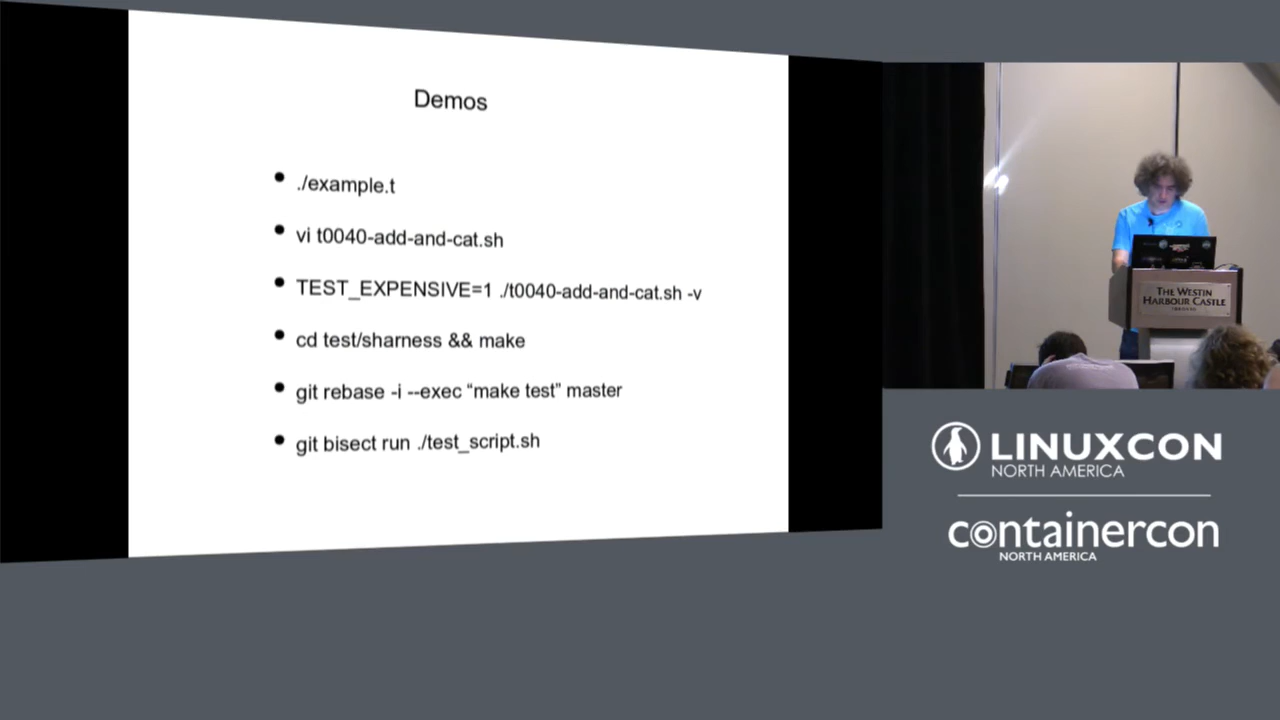 Demos
./example.t
vi t0040-add-and-cat.sh
TEST_EXPENSIVE=1 ./t0040-add-and-cat.sh -v
cd test/sharness && make
git rebase -i --exec “make test” master
git bisect run ./test_script.sh
THE WESTIN
HARBOUR CASTLE
LINUXCON
NORTH AMERICA
containercon
NORTH AMERICA